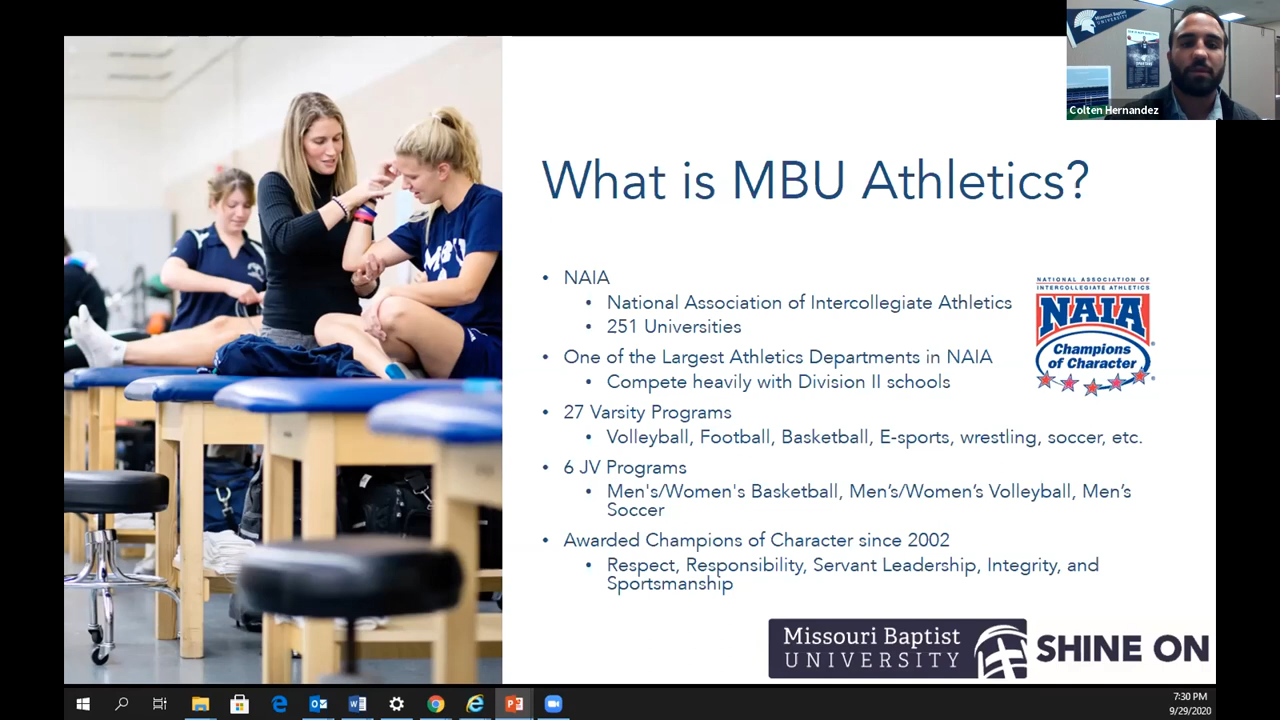 Missouri Baptist
UNIVERSITY
Colten Hernandez
What is MBU Athletics?
• NAIA
• National Association of Intercollegiate Athletics
• 251 Universities
• One of the Largest Athletics Departments in NAIA
• Compete heavily with Division II schools
• 27 Varsity Programs
• Volleyball, Football, Basketball, E-sports, wrestling, soccer, etc.
• 6 JV Programs
• Men's/Women's Basketball, Men’s/Women’s Volleyball, Men’s
Soccer
• Awarded Champions of Character since 2002
• Respect, Responsibility, Servant Leadership, Integrity, and
Sportsmanship
NATIONAL ASSOCIATION OF
INTERCOLLEGIATE ATHLETICS
NAIA
Champions
of Character
Missouri Baptist
UNIVERSITY
SHINE ON
7:30 PM
9/29/2020